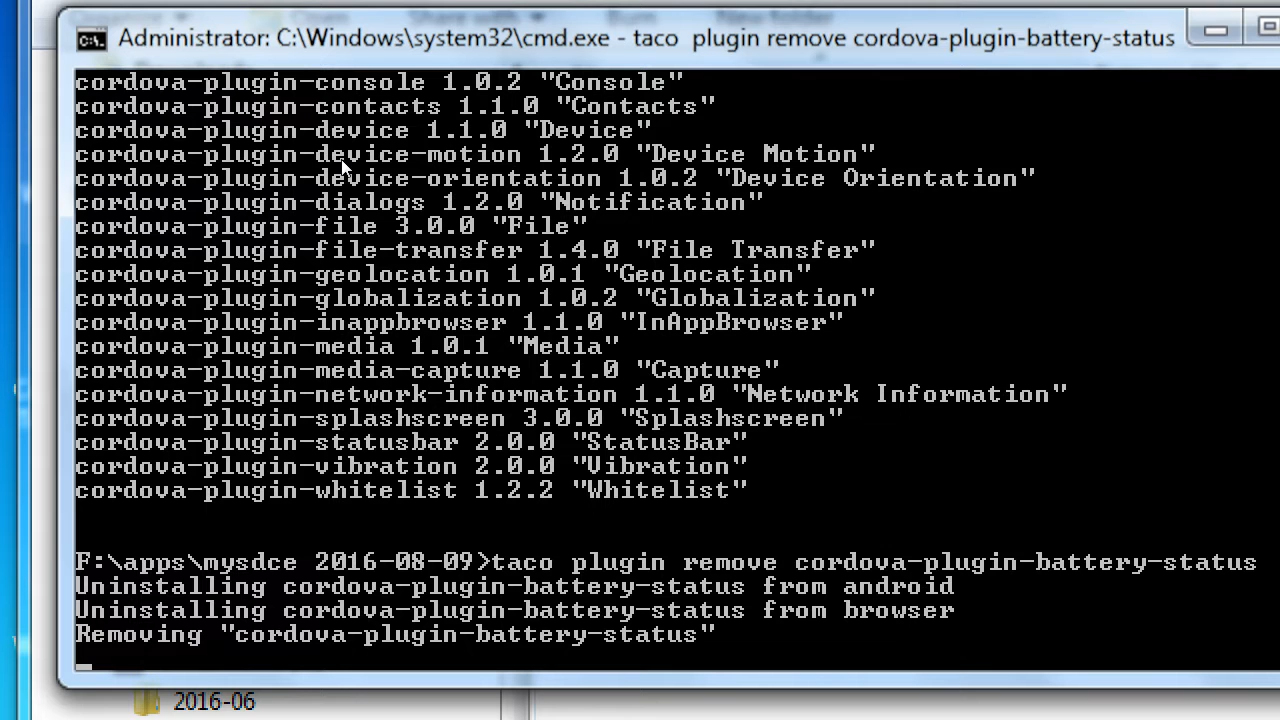 Administrator: C:\Windows\system32\cmd.exe - taco  plugin remove cordova-plugin-battery-status
cordova-plugin-console 1.0.2 "Console"
cordova-plugin-contacts 1.1.0 "Contacts"
cordova-plugin-device 1.1.0 "Device"
cordova-plugin-device-motion 1.2.0 "Device Motion"
cordova-plugin-device-orientation 1.0.2 "Device Orientation"
cordova-plugin-dialogs 1.2.0 "Notification"
cordova-plugin-file 3.0.0 "File"
cordova-plugin-file-transfer 1.4.0 "File Transfer"
cordova-plugin-geolocation 1.0.1 "Geolocation"
cordova-plugin-globalization 1.0.2 "Globalization"
cordova-plugin-inappbrowser 1.1.0 "InAppBrowser"
cordova-plugin-media 1.0.1 "Media"
cordova-plugin-media-capture 1.1.0 "Capture"
cordova-plugin-network-information 1.1.0 "Network Information"
cordova-plugin-splashscreen 3.0.0 "Splashscreen"
cordova-plugin-statusbar 2.0.0 "StatusBar"
cordova-plugin-vibration 2.0.0 "Vibration"
cordova-plugin-whitelist 1.2.2 "Whitelist"
F:\apps\mysdce 2016-08-09>taco plugin remove cordova-plugin-battery-status
Uninstalling cordova-plugin-battery-status from android
Uninstalling cordova-plugin-battery-status from browser
Removing "cordova-plugin-battery-status"
2016-06